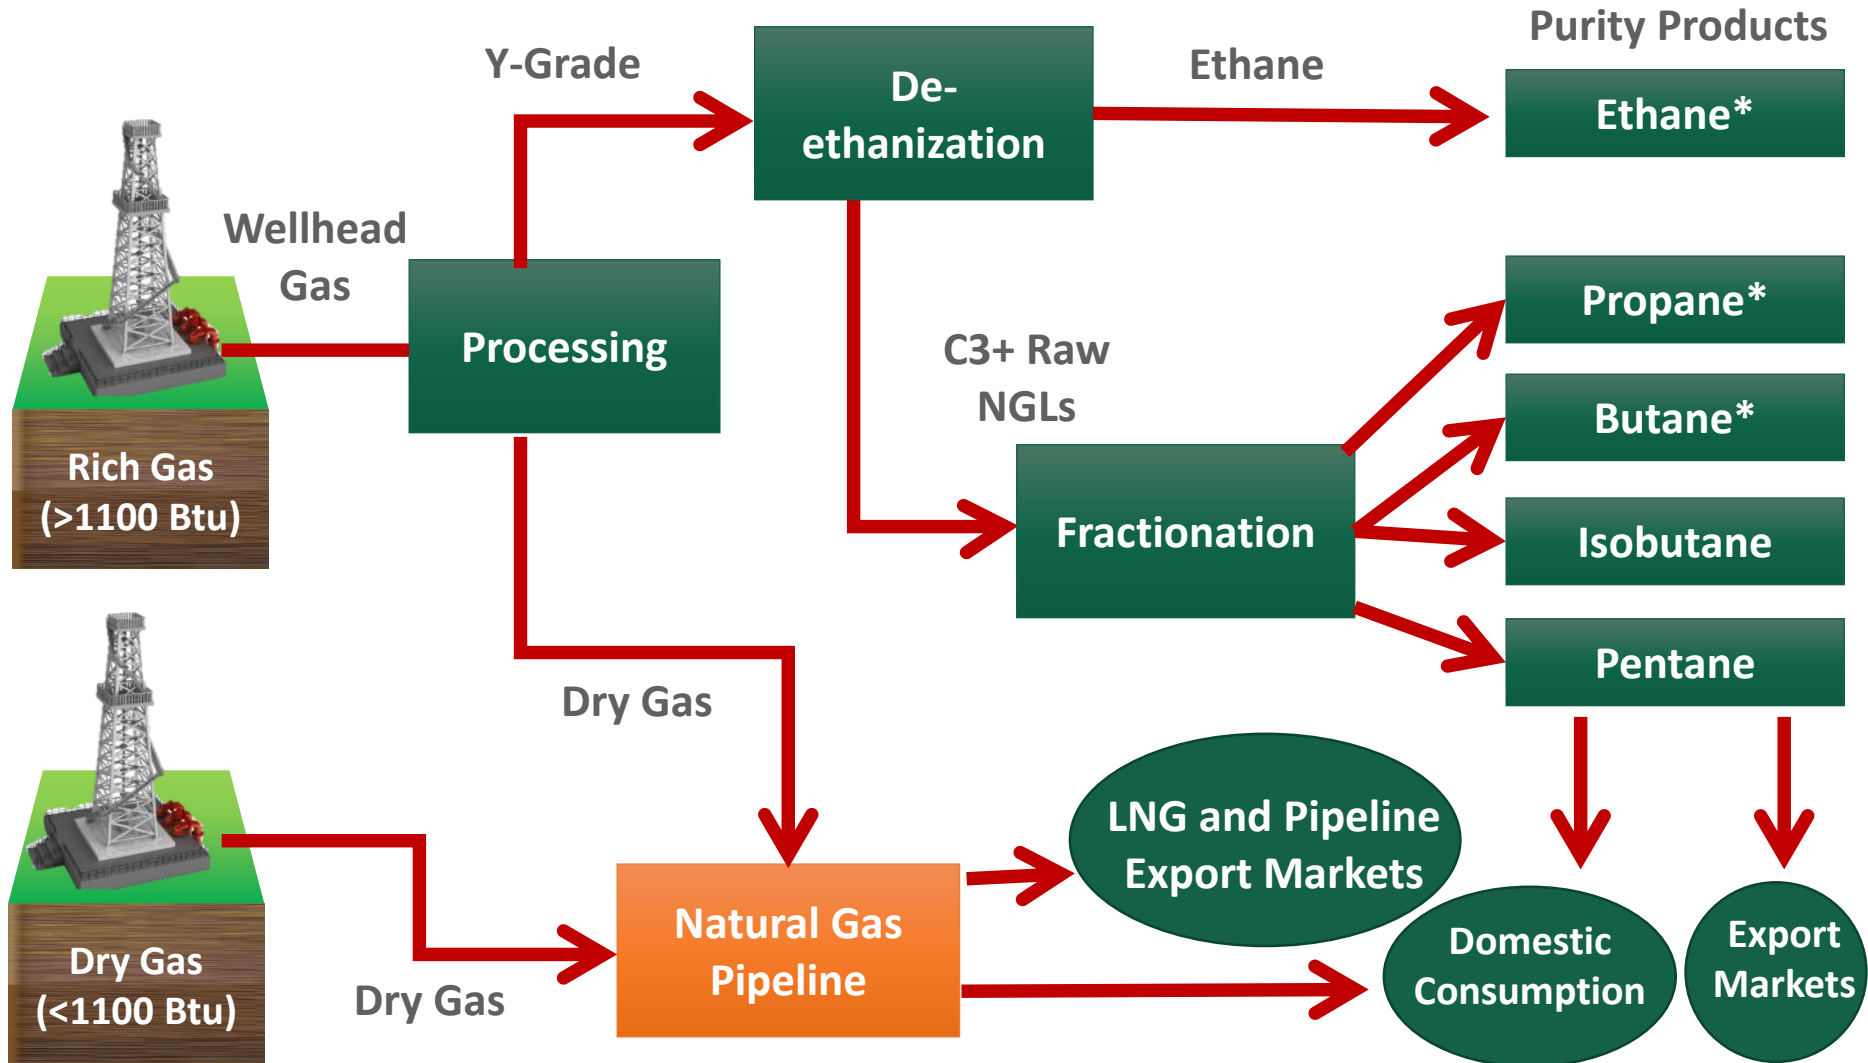 Purity Products
Y-Grade
De-
ethanization
Ethane
Ethane*
Wellhead
Gas
Processing
Rich Gas
(>1100 Btu)
C3+ Raw
NGLs
Propane*
Butane*
Fractionation
Isobutane
Pentane
Dry Gas
LNG and Pipeline
Export Markets
Dry Gas
(<1100 Btu)
Dry Gas
Natural Gas
Pipeline
Domestic
Consumption
Export
Markets